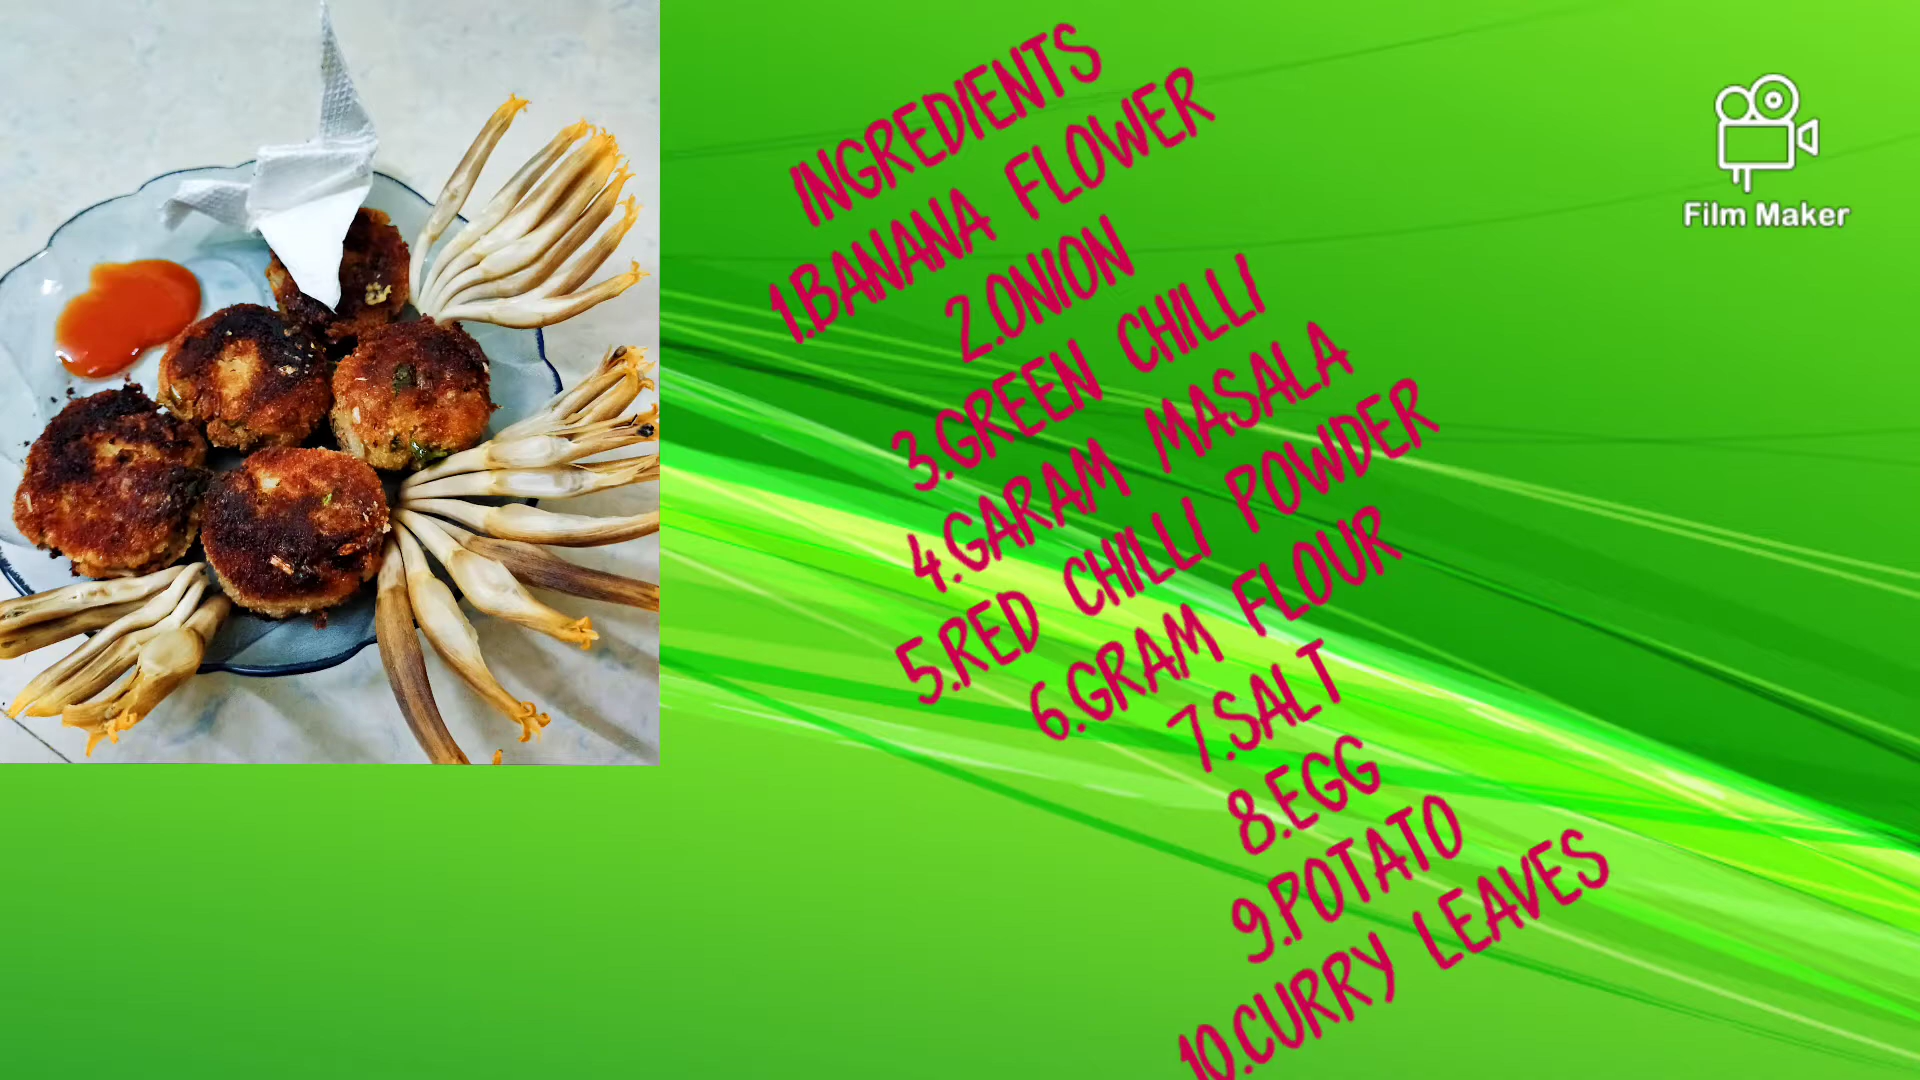 INGREDIENTS
1.BANANA FLOWER
2.ONION
3.GREEN CHILLI
4.GARAM MASALA
5.RED CHILLI POWDER
6.GRAM FLOUR
7.SALT
8.EGG
9.POTATO
10.CURRY LEAVES
Film Maker